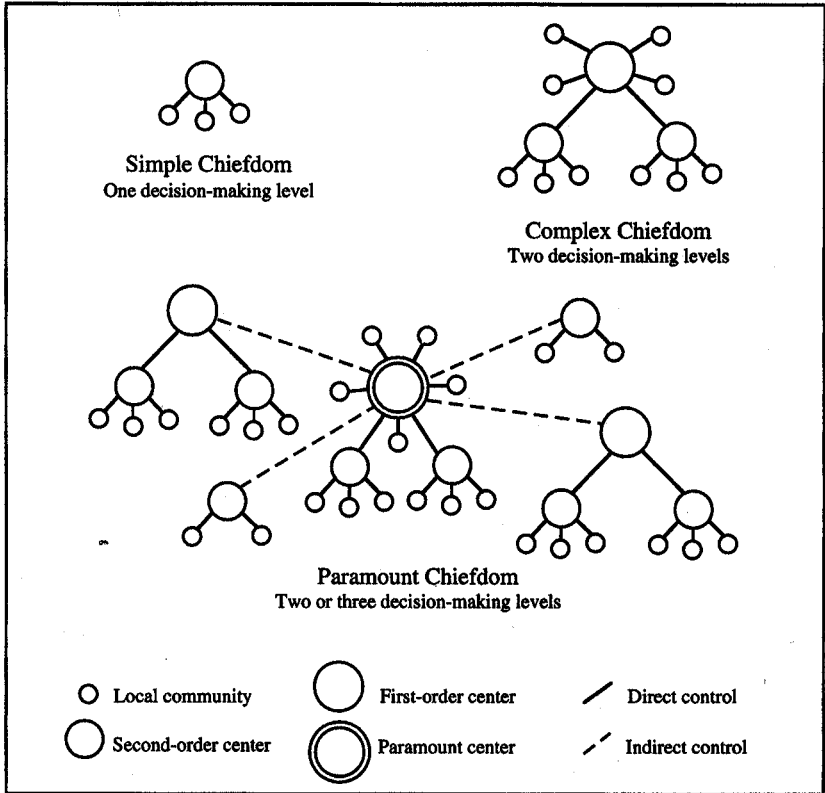 Simple Chiefdom
One decision-making level
Complex Chiefdom
Two decision-making levels
Paramount Chiefdom
Two or three decision-making levels
Local community
First-order center
Direct control
Second-order center
Paramount center
Indirect control